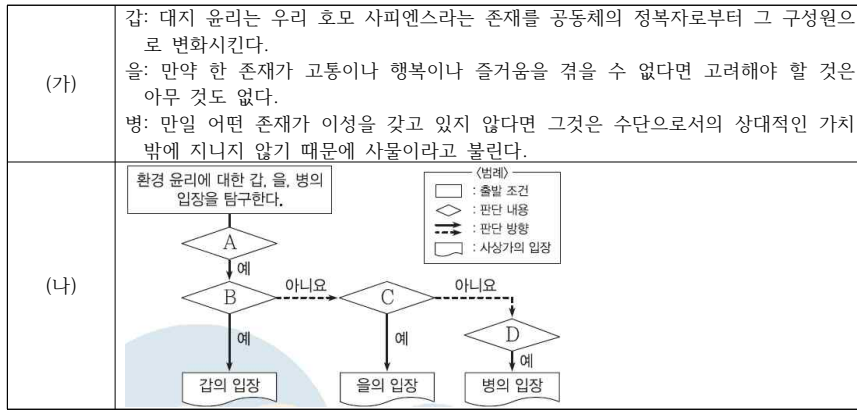 (가)
갑: 대지 윤리는 우리 호모 사피엔스라는 존재를 공동체의 정복자로부터 그 구성원으
로 변화시킨다.
을: 만약 한 존재가 고통이나 행복이나 즐거움을 겪을 수 없다면 고려해야 할 것은
아무 것도 없다.
병: 만일 어떤 존재가 이성을 갖고 있지 않다면 그것은 수단으로서의 상대적인 가치
밖에 지니지 않기 때문에 사물이라고 불린다.
(나)
환경 윤리에 대한 갑, 을, 병의
입장을 탐구한다.
〈범례〉
: 출발 조건
: 판단 내용
: 판단 방향
: 사상가의 입장
A
예
B
아니요
C
아니요
D
예
예
예
갑의 입장
을의 입장
병의 입장